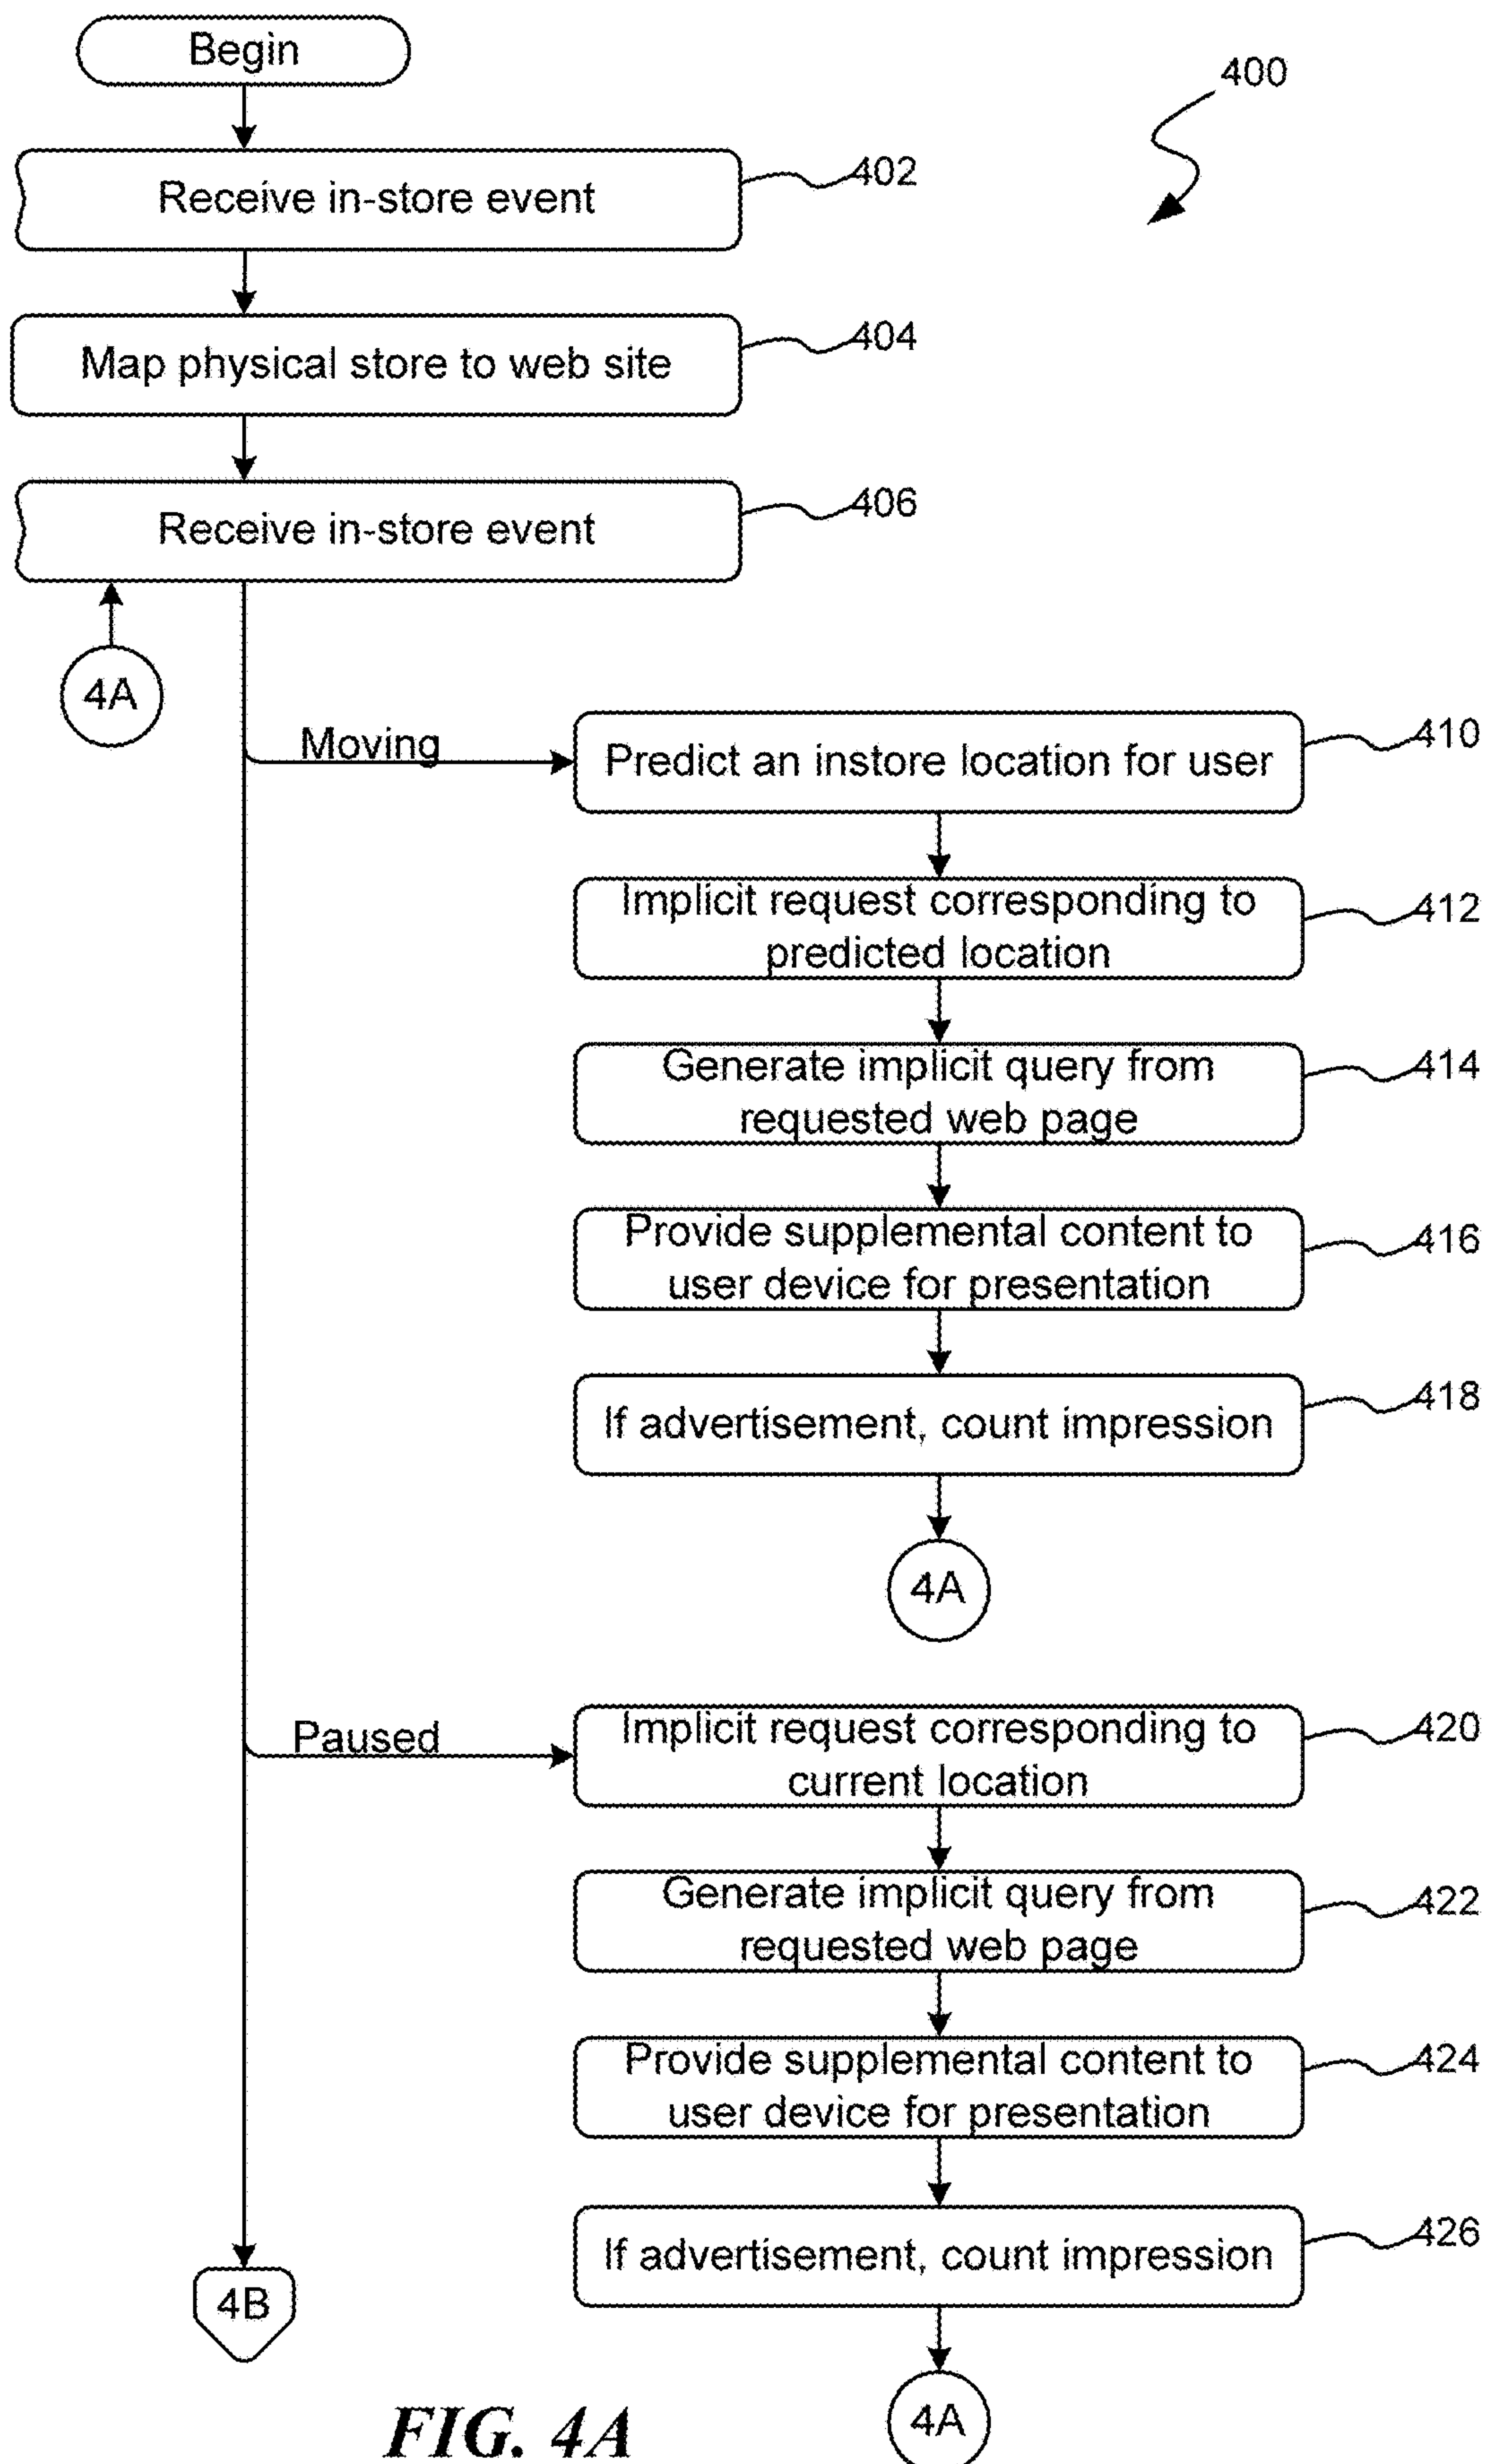 Begin
400
Receive in-store event
402
Map physical store to web site
404
Receive in-store event
406
4A
Moving
Predict an instore location for user
410
Implicit request corresponding to
predicted location
412
Generate implicit query from
requested web page
414
Provide supplemental content to
user device for presentation
416
If advertisement, count impression
418
4A
Paused
Implicit request corresponding to
current location
420
Generate implicit query from
requested web page
422
Provide supplemental content to
user device for presentation
424
If advertisement, count impression
426
4B
4A
FIG. 4A